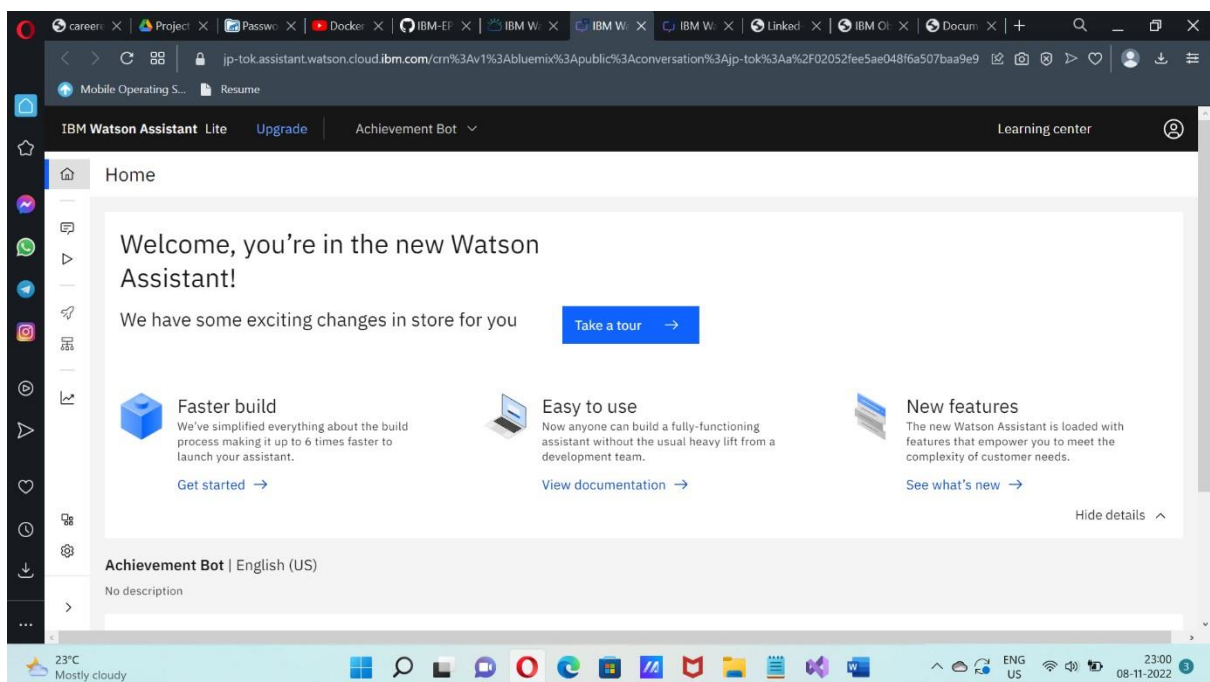 careere Project Passwo Docker IBM-EP IBM Wa IBM Wa IBM Wa Linked- IBM Ob Docum
jp-tok.assistant.watson.cloud.ibm.com/crn%3Av1%3Abluemix%3Apublic%3Aconversation%3Ajp-tok%3Aa%2F02052fee5ae048f6a507baa9e9
Mobile Operating S... Resume
IBM Watson Assistant Lite Upgrade Achievement Bot Learning center
Home
Welcome, you're in the new Watson
Assistant!
We have some exciting changes in store for you Take a tour →
Faster build
We've simplified everything about the build
process making it up to 6 times faster to
launch your assistant.
Get started →
Easy to use
Now anyone can build a fully-functioning
assistant without the usual heavy lift from a
development team.
View documentation →
New features
The new Watson Assistant is loaded with
features that empower you to meet the
complexity of customer needs.
See what's new →
Hide details
Achievement Bot | English (US)
No description
23°C
Mostly cloudy
ENG
US
23:00
08-11-2022
3